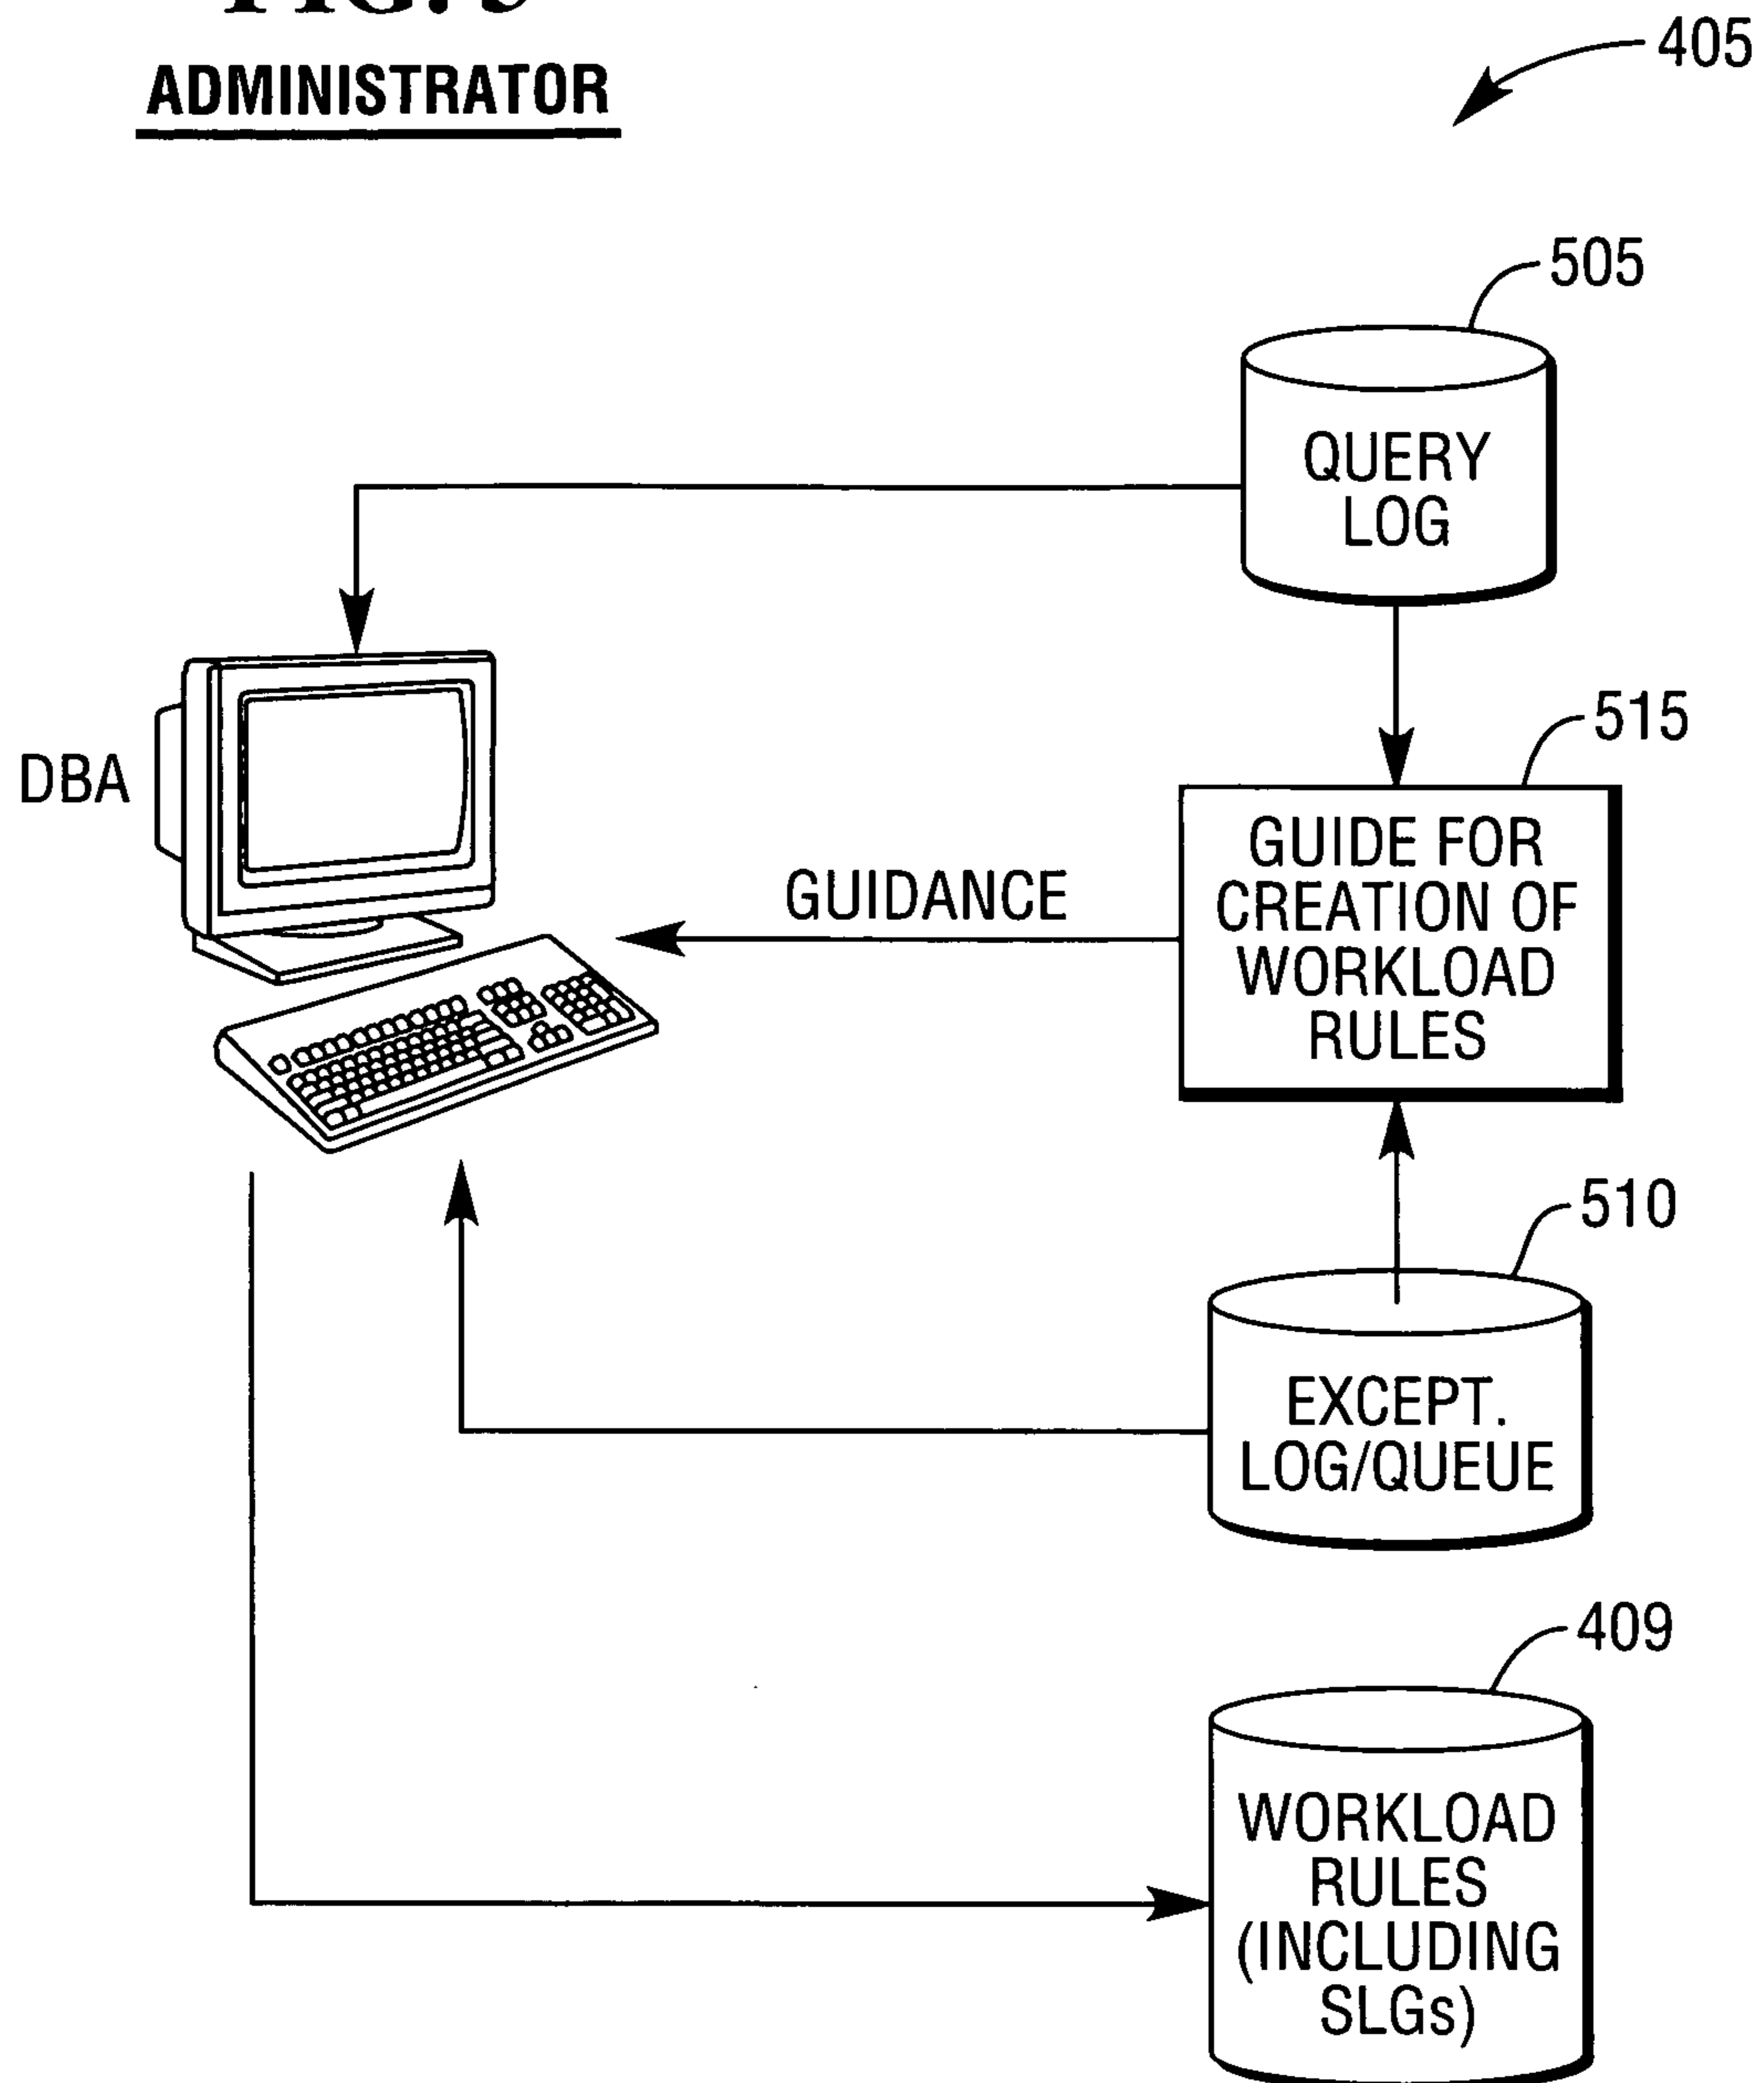 ADMINISTRATOR
405
505
QUERY
LOG
515
DBA
GUIDE FOR
CREATION OF
WORKLOAD
RULES
GUIDANCE
510
EXCEPT.
LOG/QUEUE
409
WORKLOAD
RULES
(INCLUDING
SLGs)